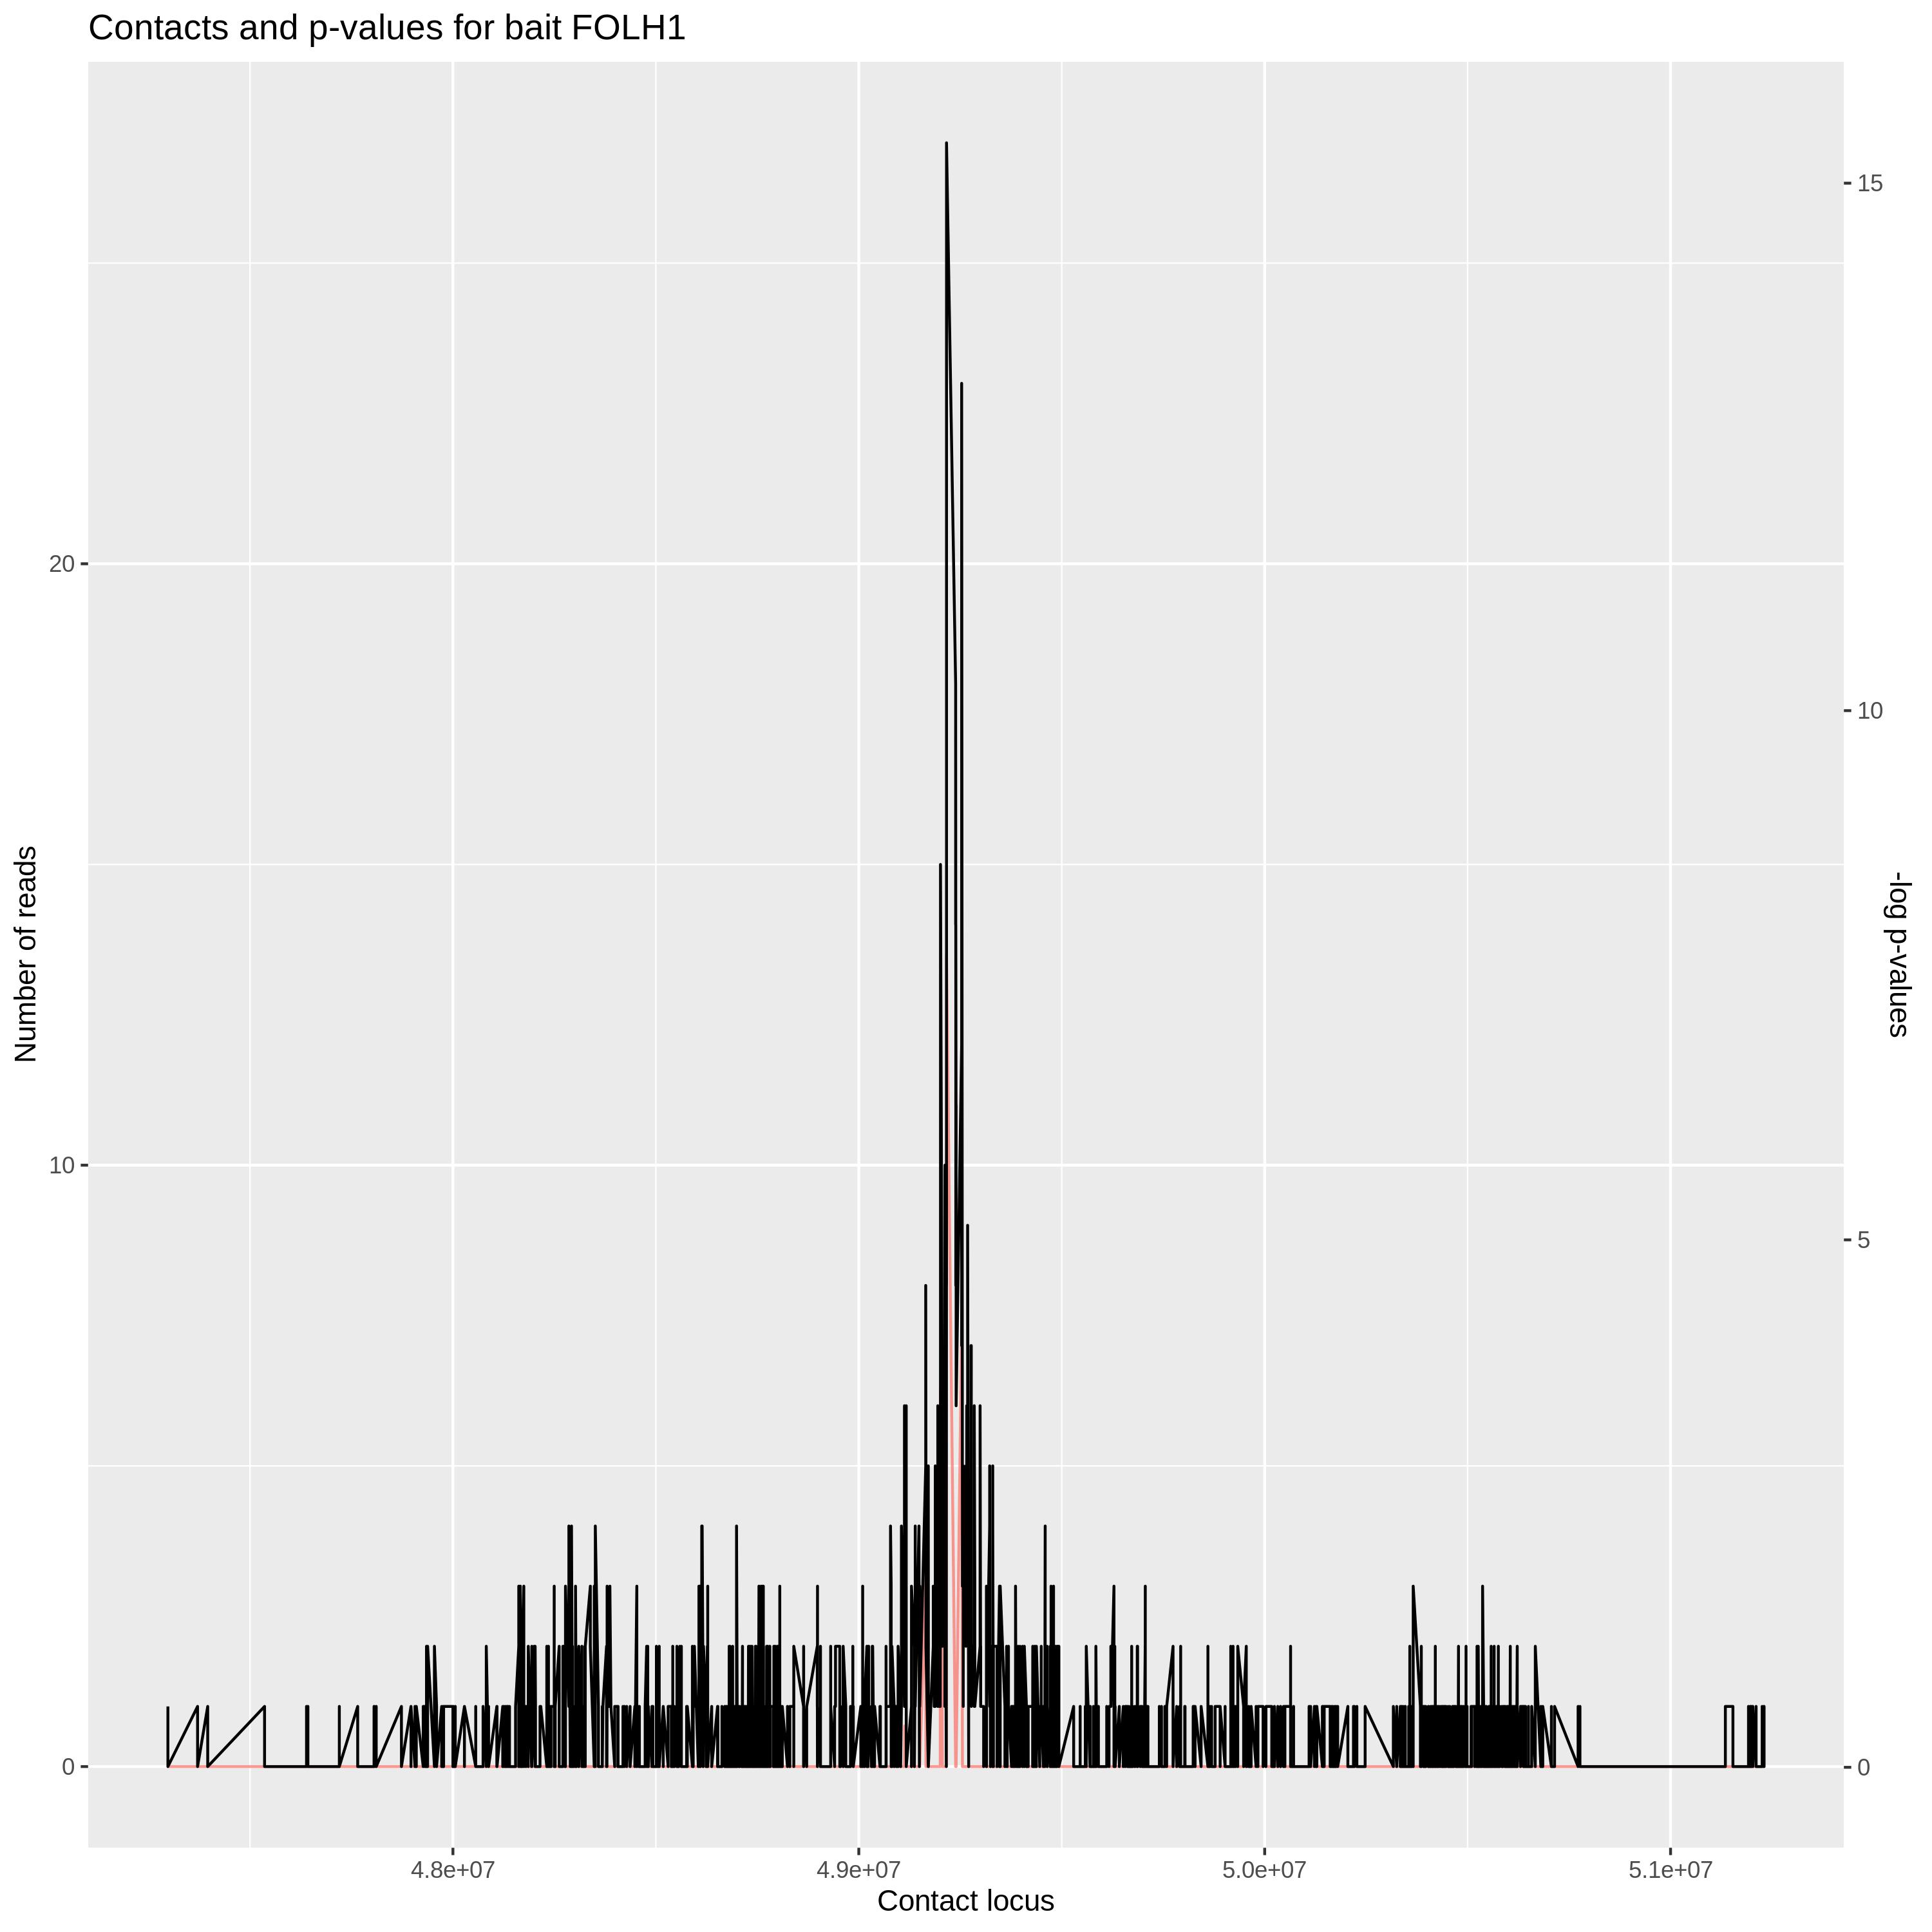 Contacts and p-values for bait FOLH1
15
20
10
Number of reads
-log p-values
10
5
0
0
4.8e+07
4.9e+07
5.0e+07
5.1e+07
Contact locus